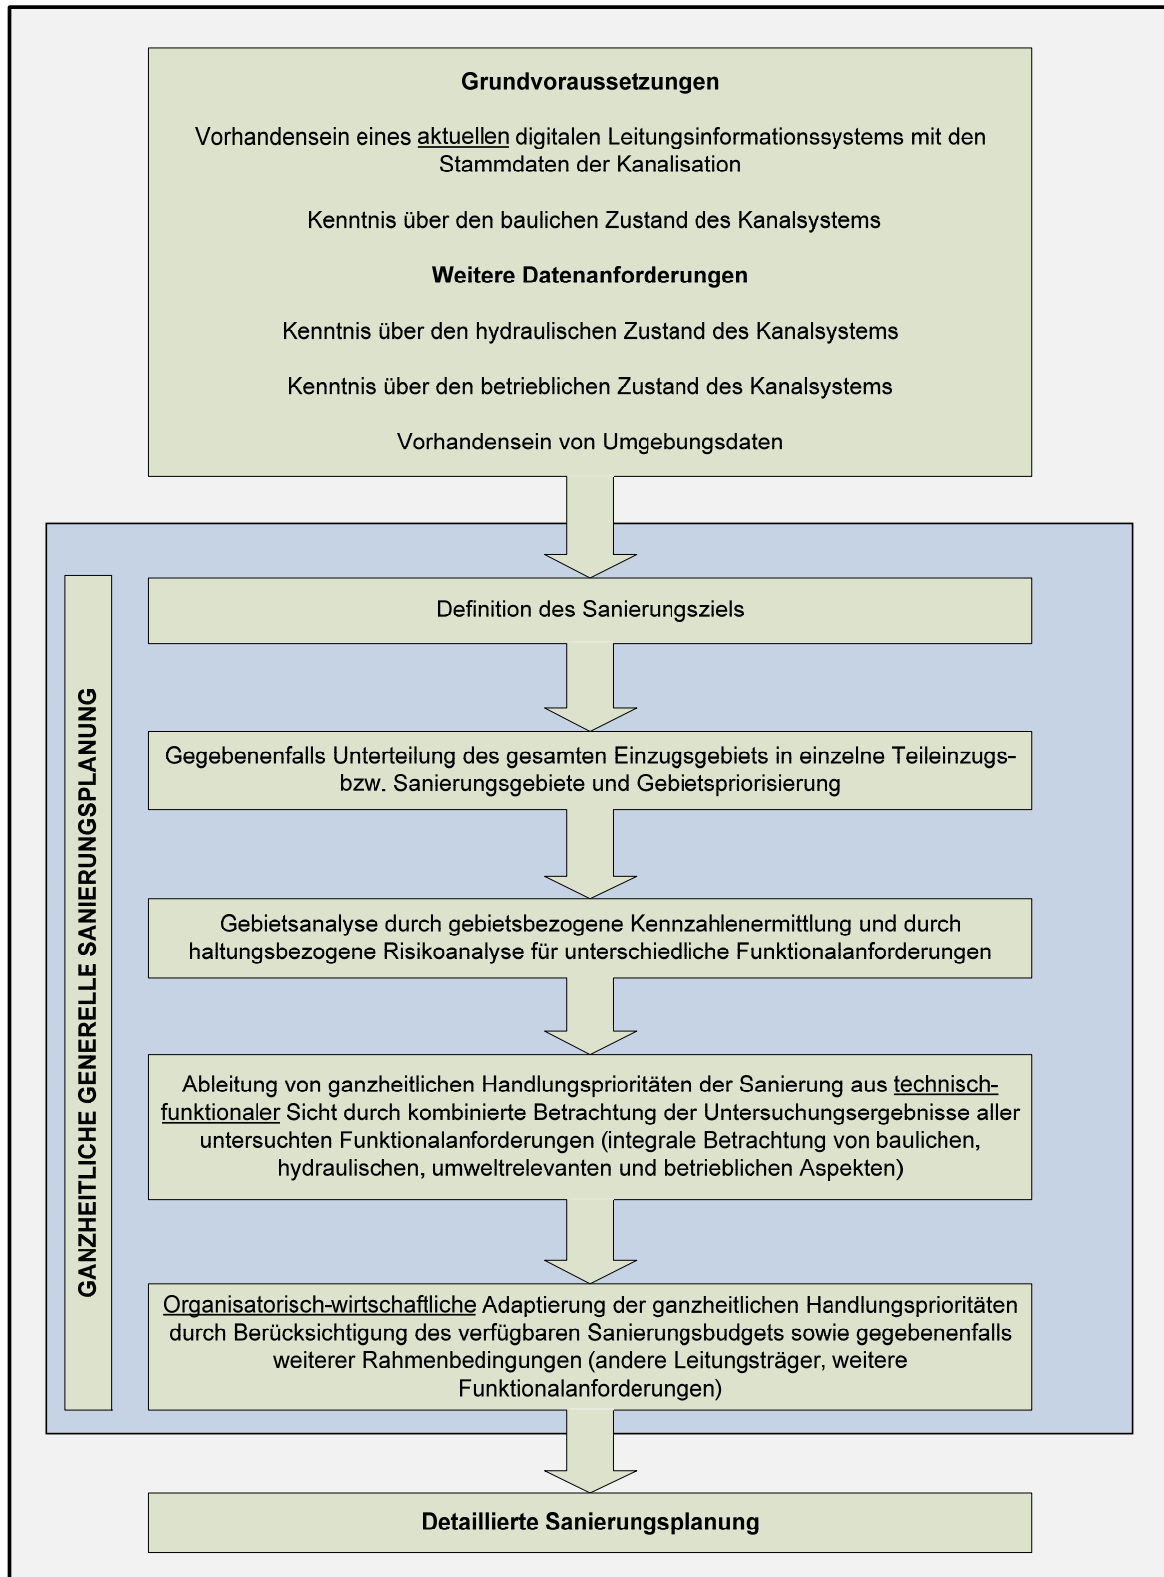 Grundvoraussetzungen
Vorhandensein eines aktuellen digitalen Leitungsinformationssystems mit den
Stammdaten der Kanalisation
Kenntnis über den baulichen Zustand des Kanalsystems
Weitere Datenanforderungen
Kenntnis über den hydraulischen Zustand des Kanalsystems
Kenntnis über den betrieblichen Zustand des Kanalsystems
Vorhandensein von Umgebungsdaten
GANZHEITLICHE GENERELLE SANIERUNGSPLANUNG
Definition des Sanierungsziels
Gegebenenfalls Unterteilung des gesamten Einzugsgebiets in einzelne Teileinzugs-
bzw. Sanierungsgebiete und Gebietspriorisierung
Gebietsanalyse durch gebietsbezogene Kennzahlenermittlung und durch
haltungsbezogene Risikoanalyse für unterschiedliche Funktionalanforderungen
Ableitung von ganzheitlichen Handlungsprioritäten der Sanierung aus technisch-
funktionaler Sicht durch kombinierte Betrachtung der Untersuchungsergebnisse aller
untersuchten Funktionalanforderungen (integrale Betrachtung von baulichen,
hydraulischen, umweltrelevanten und betrieblichen Aspekten)
Organisatorisch-wirtschaftliche Adaptierung der ganzheitlichen Handlungsprioritäten
durch Berücksichtigung des verfügbaren Sanierungsbudgets sowie gegebenenfalls
weiterer Rahmenbedingungen (andere Leitungsträger, weitere
Funktionalanforderungen)
Detaillierte Sanierungsplanung